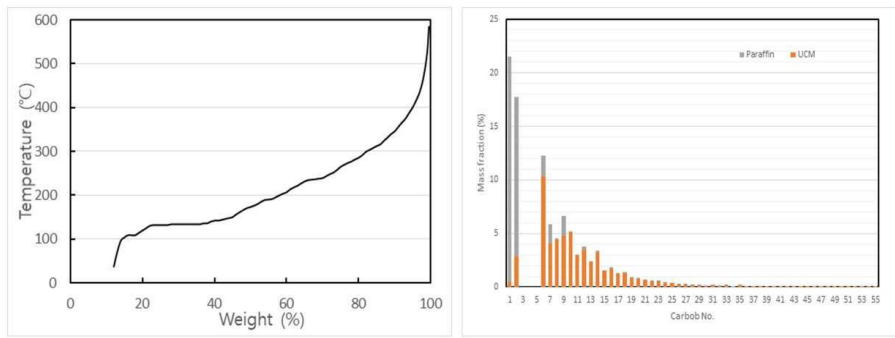 600
500
400
300
200
100
0
Temperature (℃)
0 20 40 60 80 100
Weight (%)
25
20
15
10
5
0
Mass fraction (%)
Paraffin UCM
1 3 5 7 9 11 13 15 17 19 21 23 25 27 29 31 33 35 37 39 41 43 45 47 49 51 53 55
Carbob No.